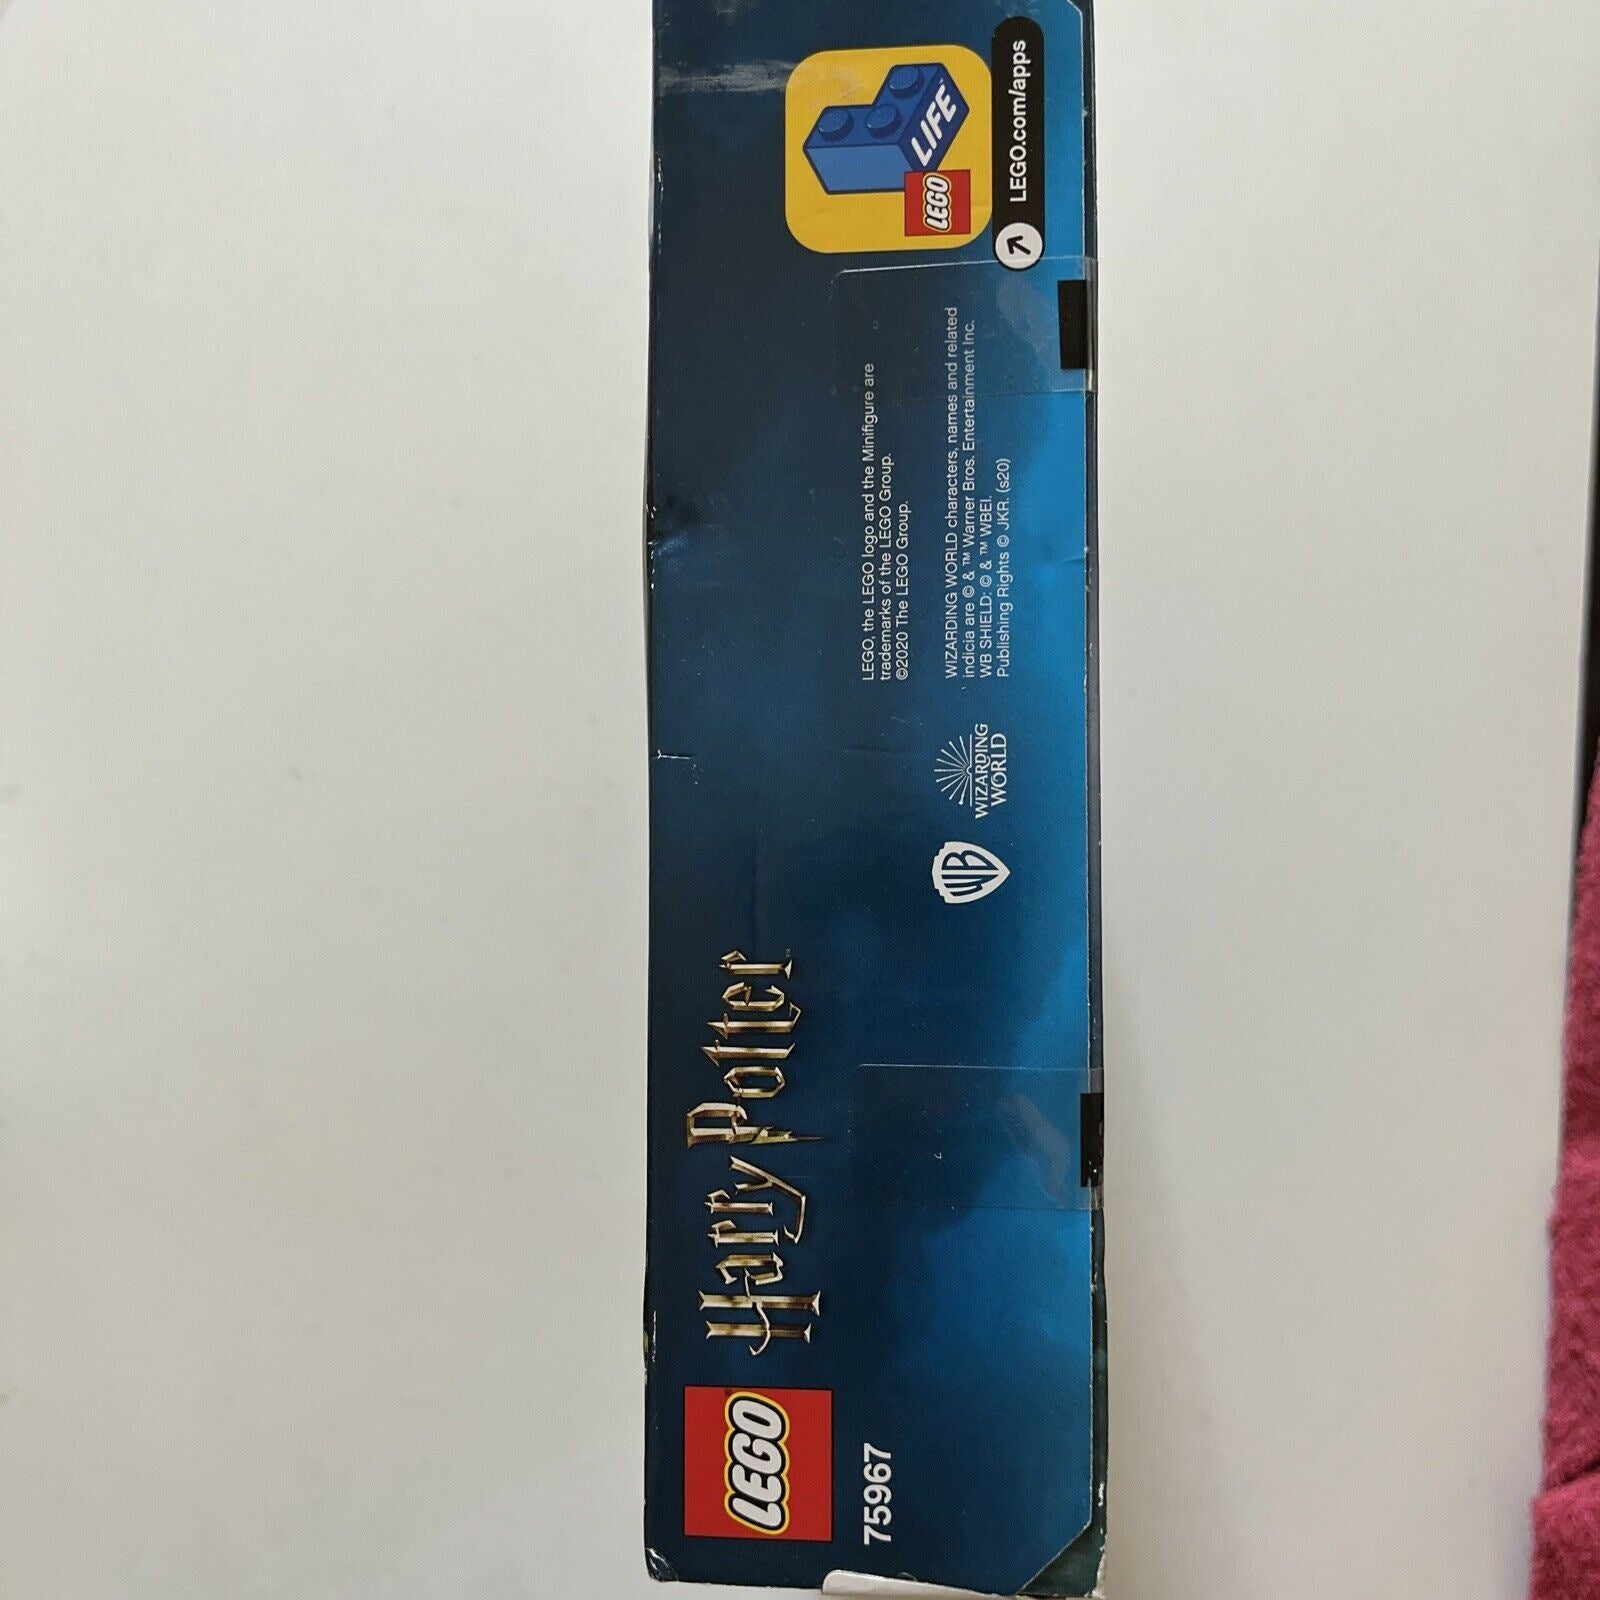 LEGO
Harry Potter™
75967
WB
WIZARDING
WORLD
LEGO, the LEGO logo and the Minifigure are
trademarks of the LEGO Group.
©2020 The LEGO Group.
WIZARDING WORLD characters, names and related
indicia are © & ™ Warner Bros. Entertainment Inc.
WB SHIELD: © & ™ WBEI.
Publishing Rights © JKR. (s20)
LEGO
LIFE
LEGO.com/apps